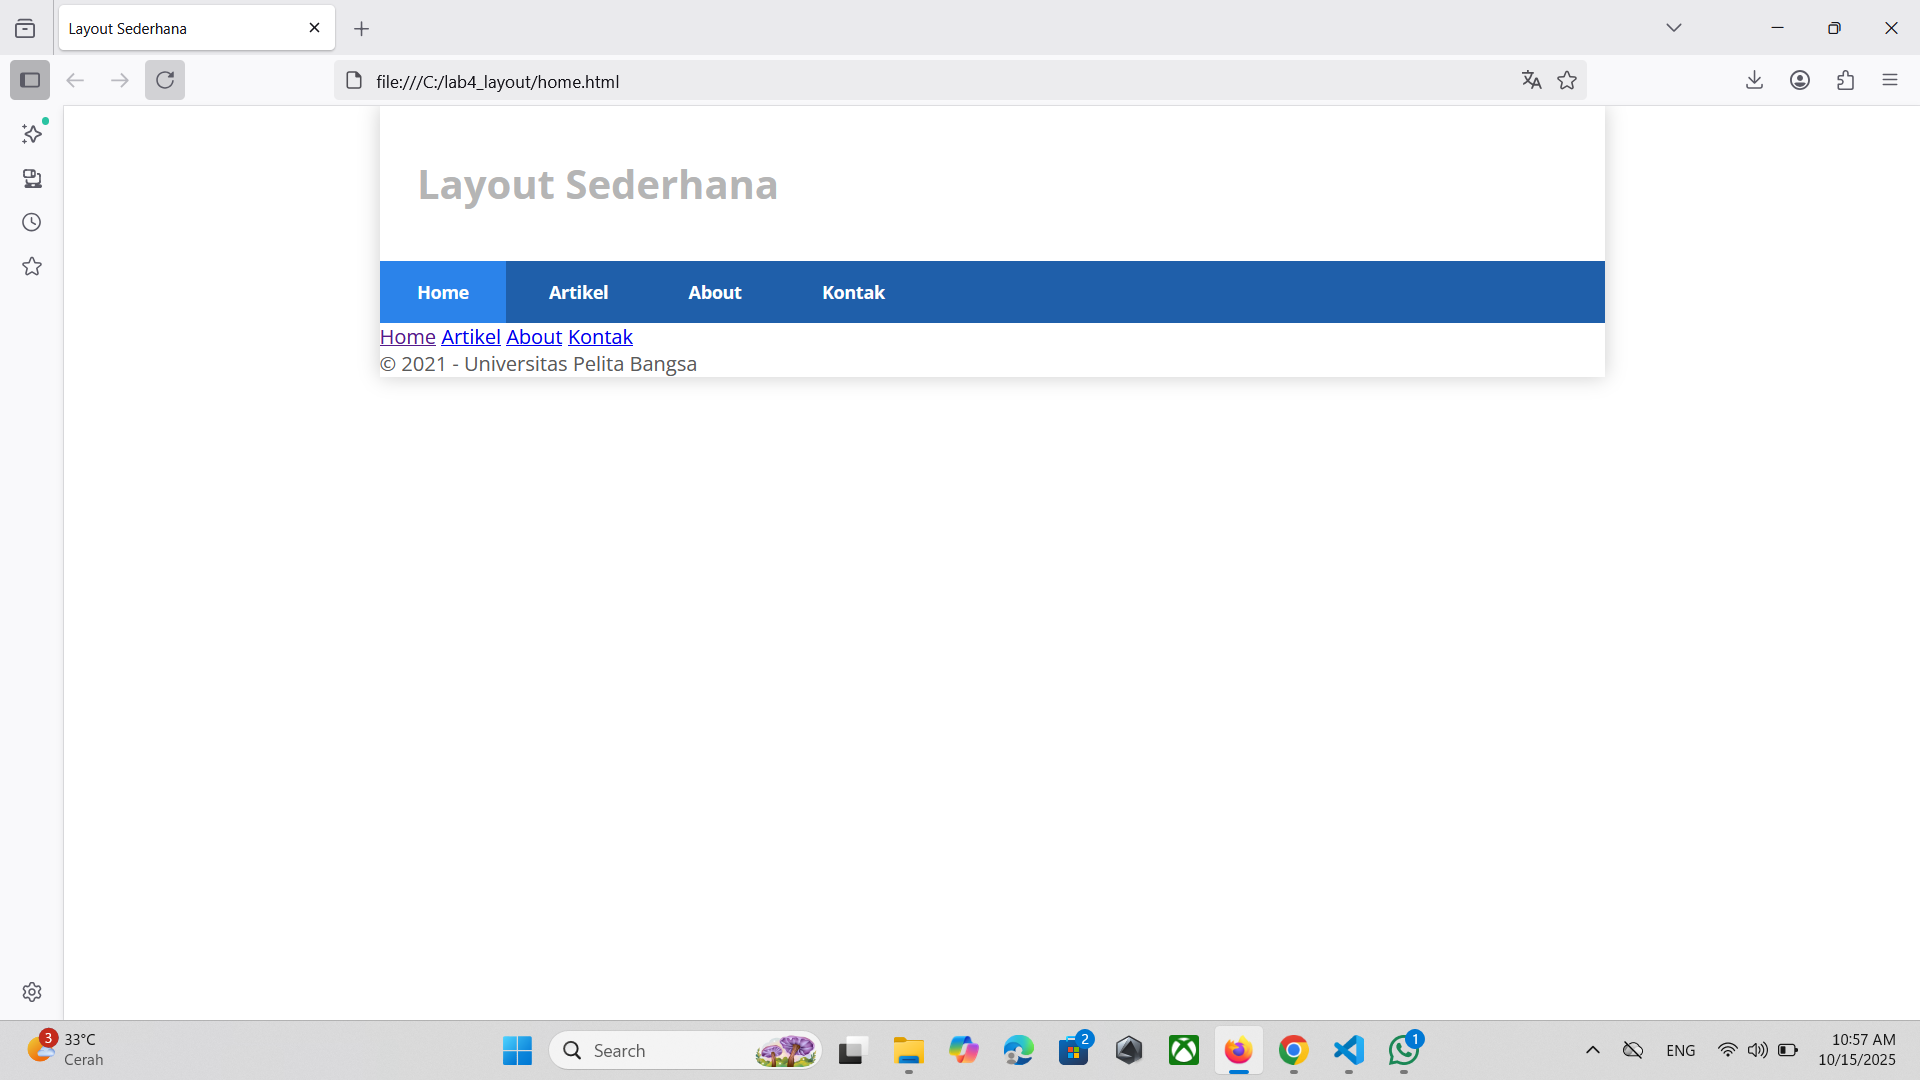 Layout Sederhana
file:///C:/lab4_layout/home.html
Layout Sederhana
Home Artikel About Kontak
Home Artikel About Kontak
© 2021 - Universitas Pelita Bangsa
3
33°C
Cerah
Search
2
1
ENG
10:57 AM
10/15/2025